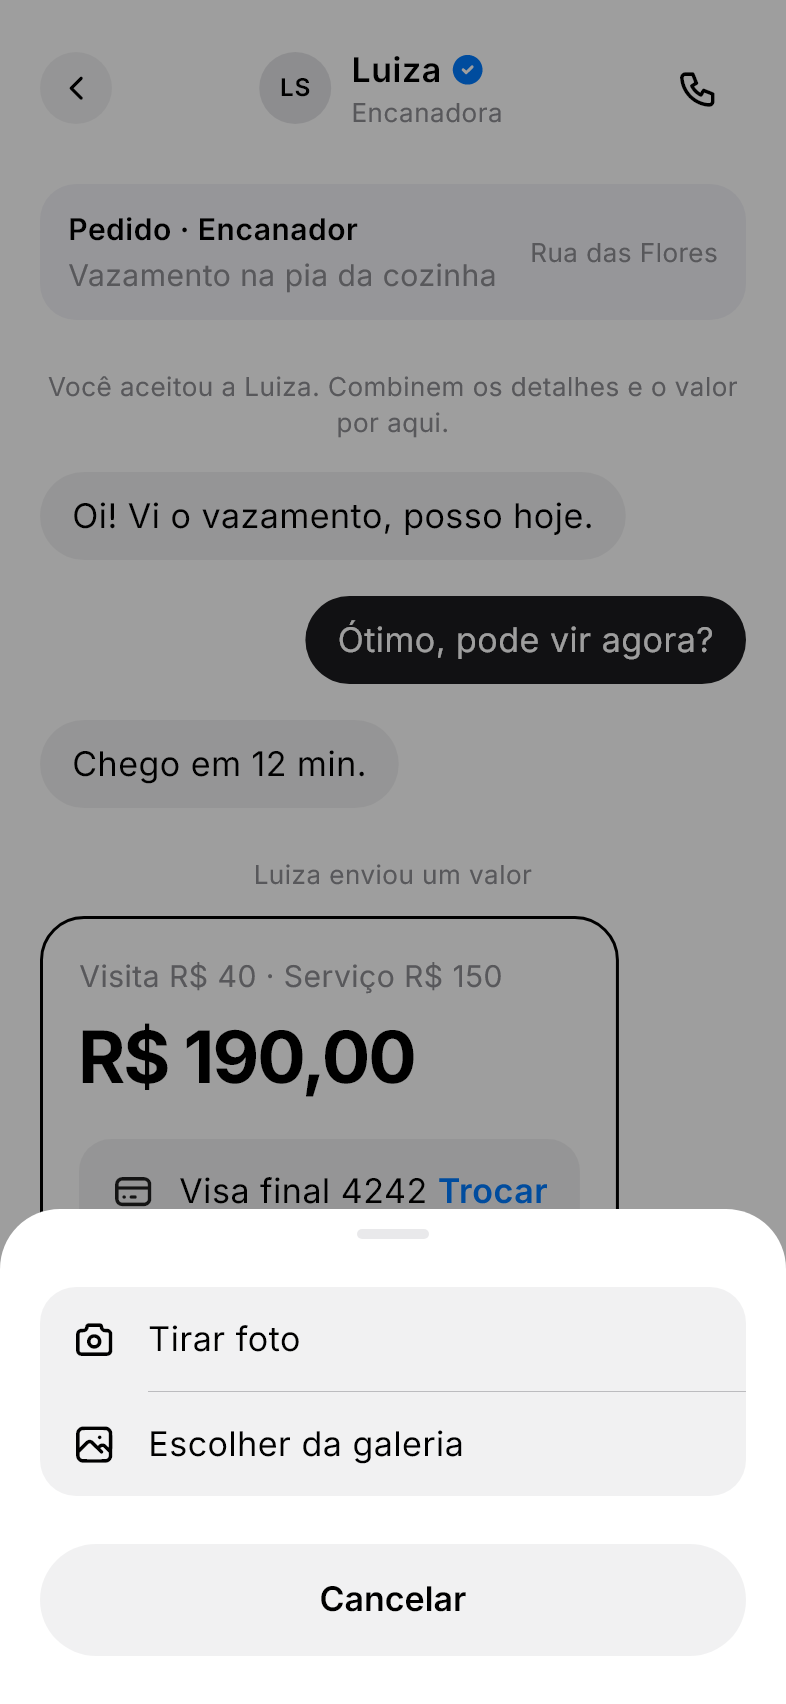 LS
Luiza
Encanadora
Pedido · Encanador
Vazamento na pia da cozinha
Rua das Flores
Você aceitou a Luiza. Combinem os detalhes e o valor
por aqui.
Oi! Vi o vazamento, posso hoje.
Ótimo, pode vir agora?
Chego em 12 min.
Luiza enviou um valor
Visita R$ 40 · Serviço R$ 150
R$ 190,00
Visa final 4242 Trocar
Tirar foto
Escolher da galeria
Cancelar